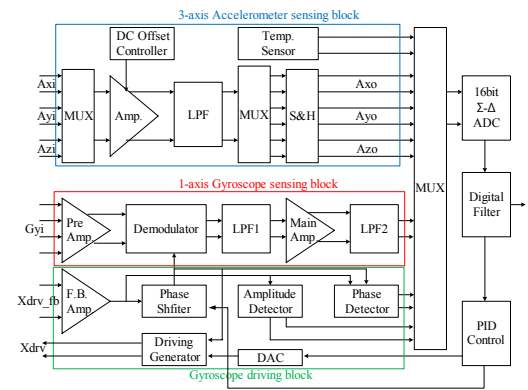 3-axis Accelerometer sensing block
DC Offset
Controller
Temp.
Sensor
Axi
Ayi
Azi
MUX
Amp.
LPF
MUX
S&H
Axo
Ayo
Azo
MUX
16bit
Σ-Δ
ADC
1-axis Gyroscope sensing block
Gyi
Pre
Amp.
Demodulator
LPF1
Main
Amp.
LPF2
Digital
Filter
Xdrv_fb
F.B.
Amp.
Phase
Shfiter
Amplitude
Detector
Phase
Detector
PID
Control
Xdrv
Driving
Generator
DAC
Gyroscope driving block